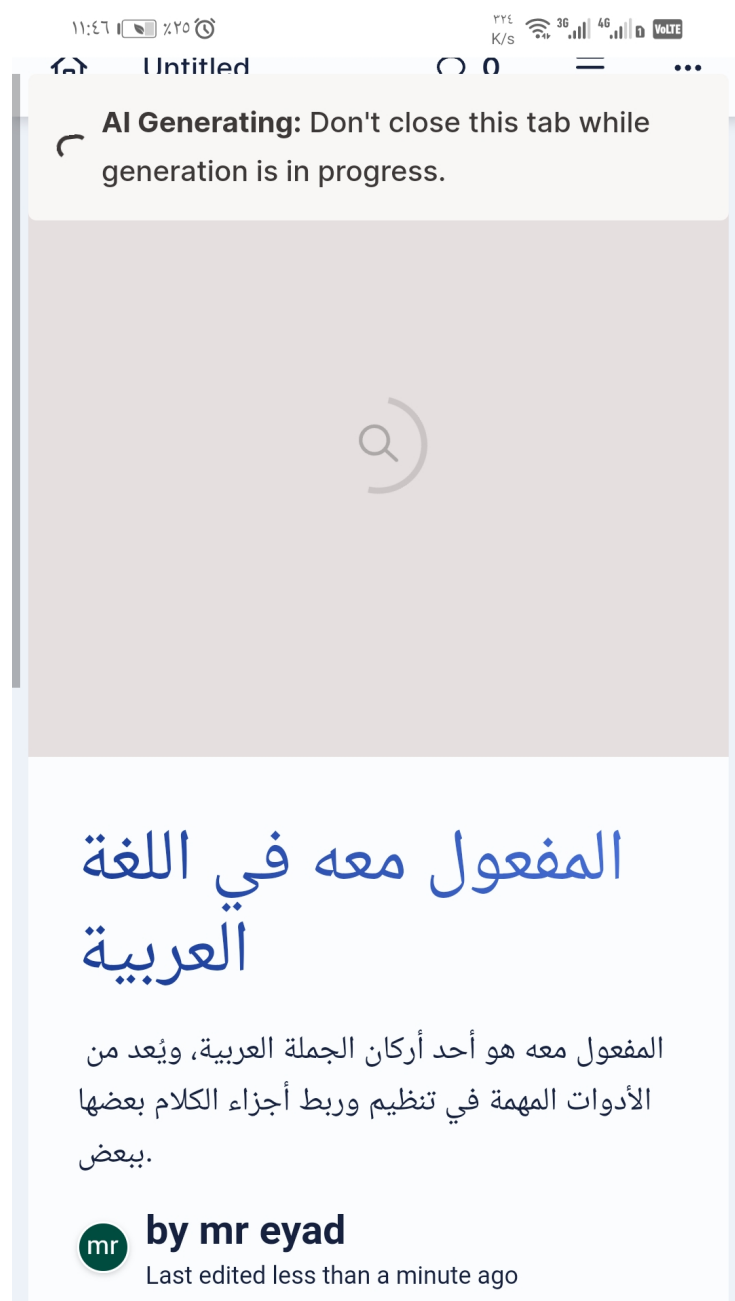 ١١:٤٦ ٪٢٥ ٣٢٤ K/s 3G 4G 1 VoLTE
Untitled 0
AI Generating: Don't close this tab while
generation is in progress.
المفعول معه في اللغة
العربية
المفعول معه هو أحد أركان الجملة العربية، ويُعد من
الأدوات المهمة في تنظيم وربط أجزاء الكلام بعضها
ببعض.
mr
by mr eyad
Last edited less than a minute ago